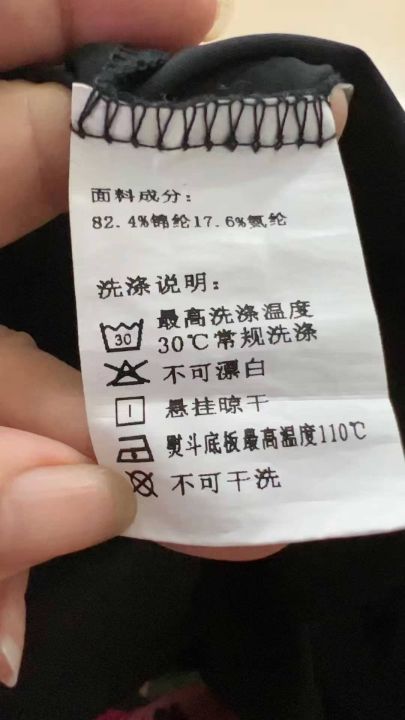 面料成分：
82.4%锦纶17.6%氨纶
洗涤说明：
最高洗涤温度
30℃常规洗涤
30
不可漂白
悬挂晾干
熨斗底板最高温度110℃
不可干洗